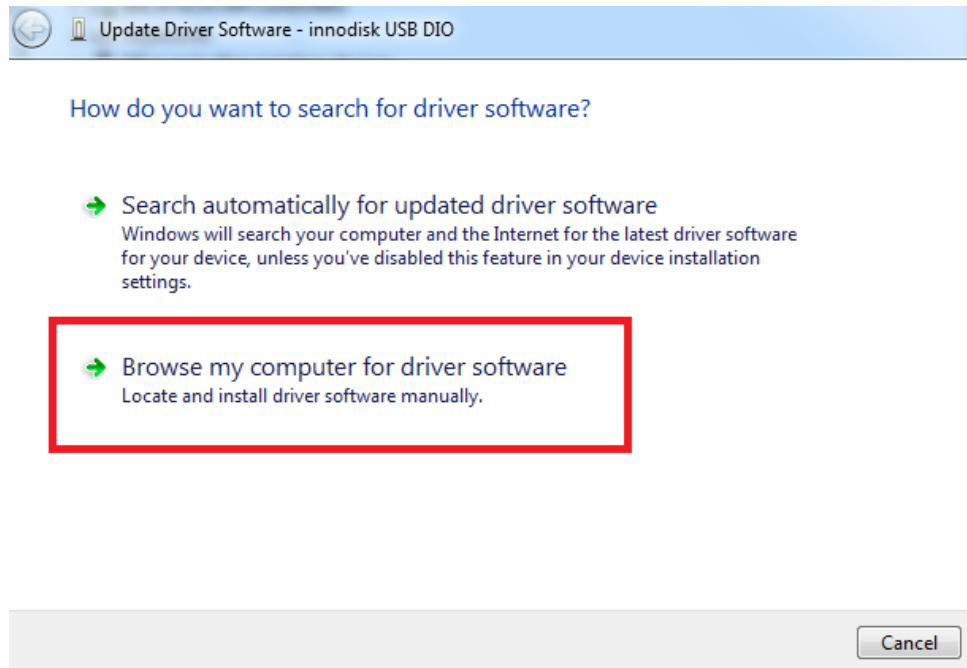 Update Driver Software - innodisk USB DIO
How do you want to search for driver software?
Search automatically for updated driver software
Windows will search your computer and the Internet for the latest driver software
for your device, unless you've disabled this feature in your device installation
settings.
Browse my computer for driver software
Locate and install driver software manually.
Cancel